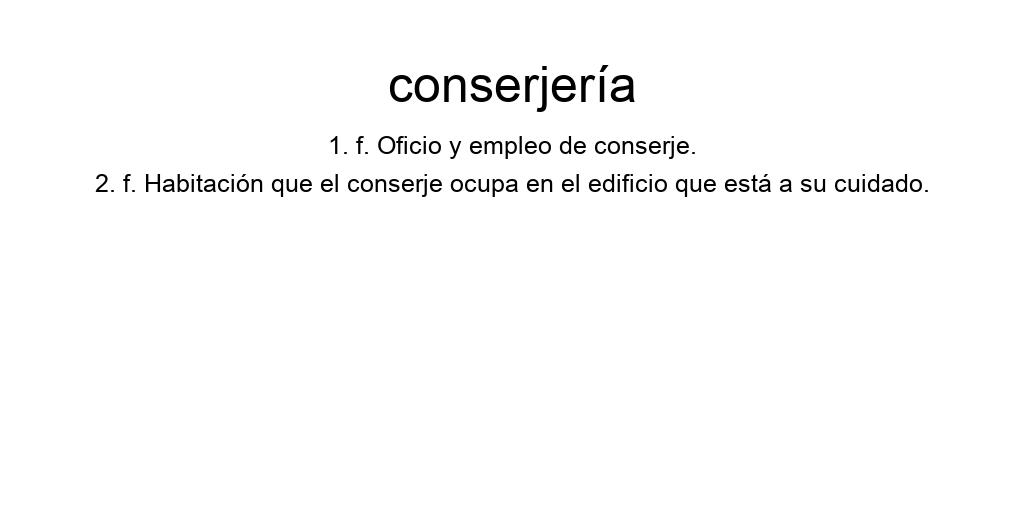 conserjería
1. f. Oficio y empleo de conserje.
2. f. Habitación que el conserje ocupa en el edificio que está a su cuidado.